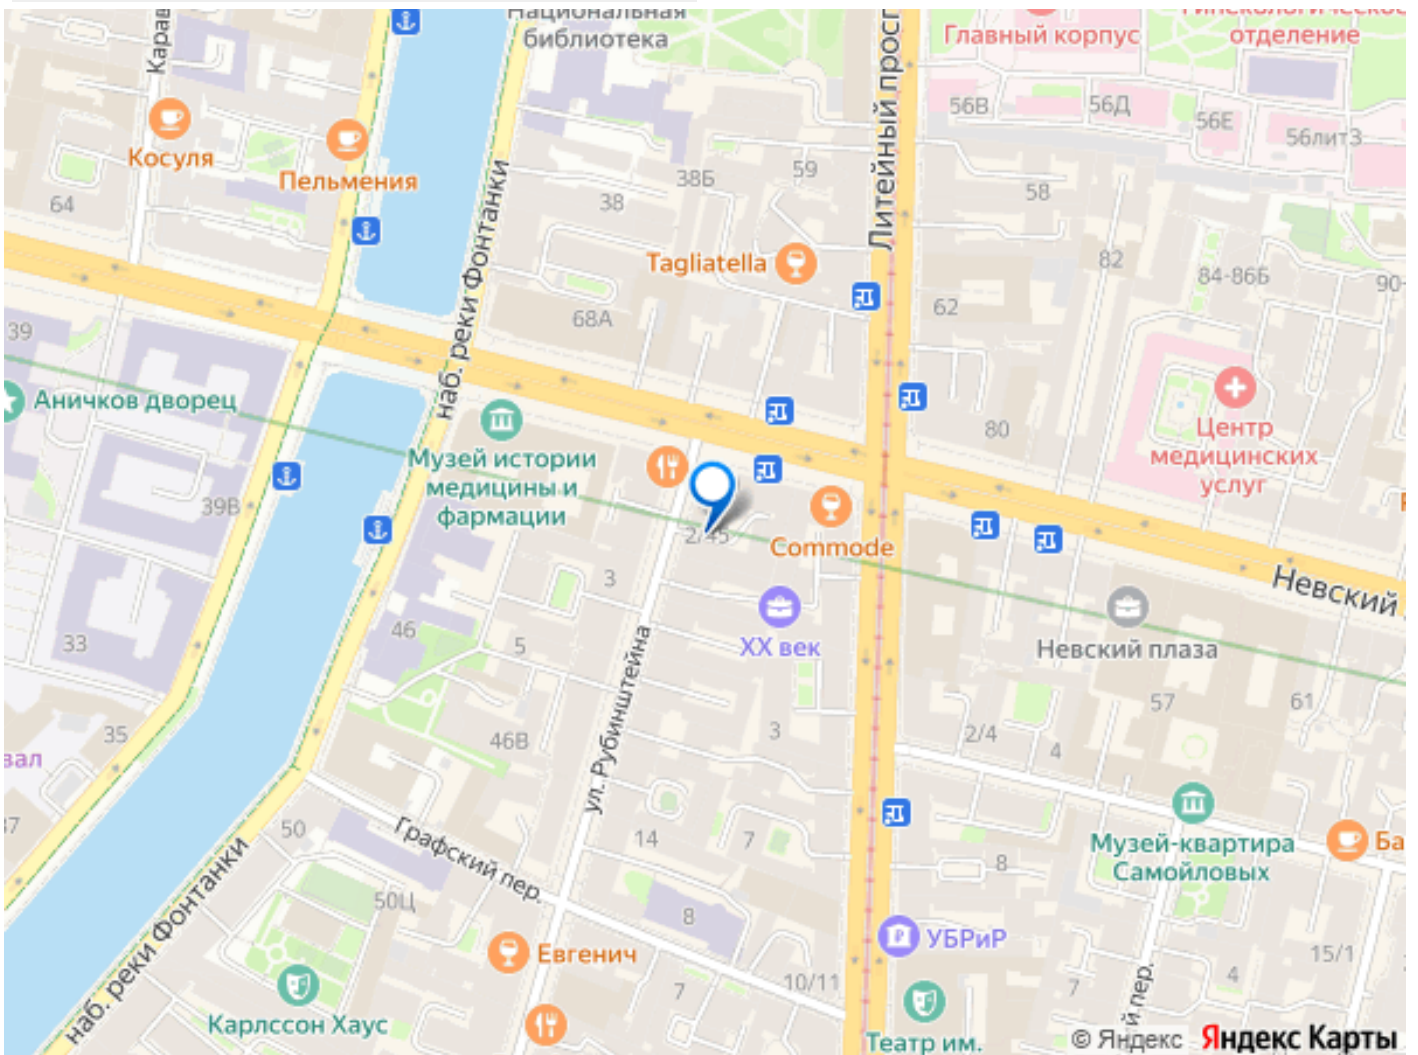 Национальная
библиотека
Главный корпус
отделение
Карав
Литейный просп
56В
56Д
56Е
56лит3
Косуля
Пельмения
59
38Б
38
58
64
наб. реки Фонтанки
Tagliatella
82
84-86Б
90-
62
68А
39
Аничков дворец
80
Центр
медицинских
услуг
Музей истории
медицины и
фармации
39В
2/45
Commode
Невский
3
XX век
Невский плаза
33
46
5
ул. Рубинштейна
57
61
35
46В
3
2/4
4
вал
37
50
Графский пер.
14
7
8
Музей-квартира
Самойловых
Ба
наб. реки Фонтанки
50Ц
8
Евгенич
УБРиР
10/11
7
7
4
15/1
й пер.
Карлссон Хаус
Театр им.
© Яндекс Яндекс Карты